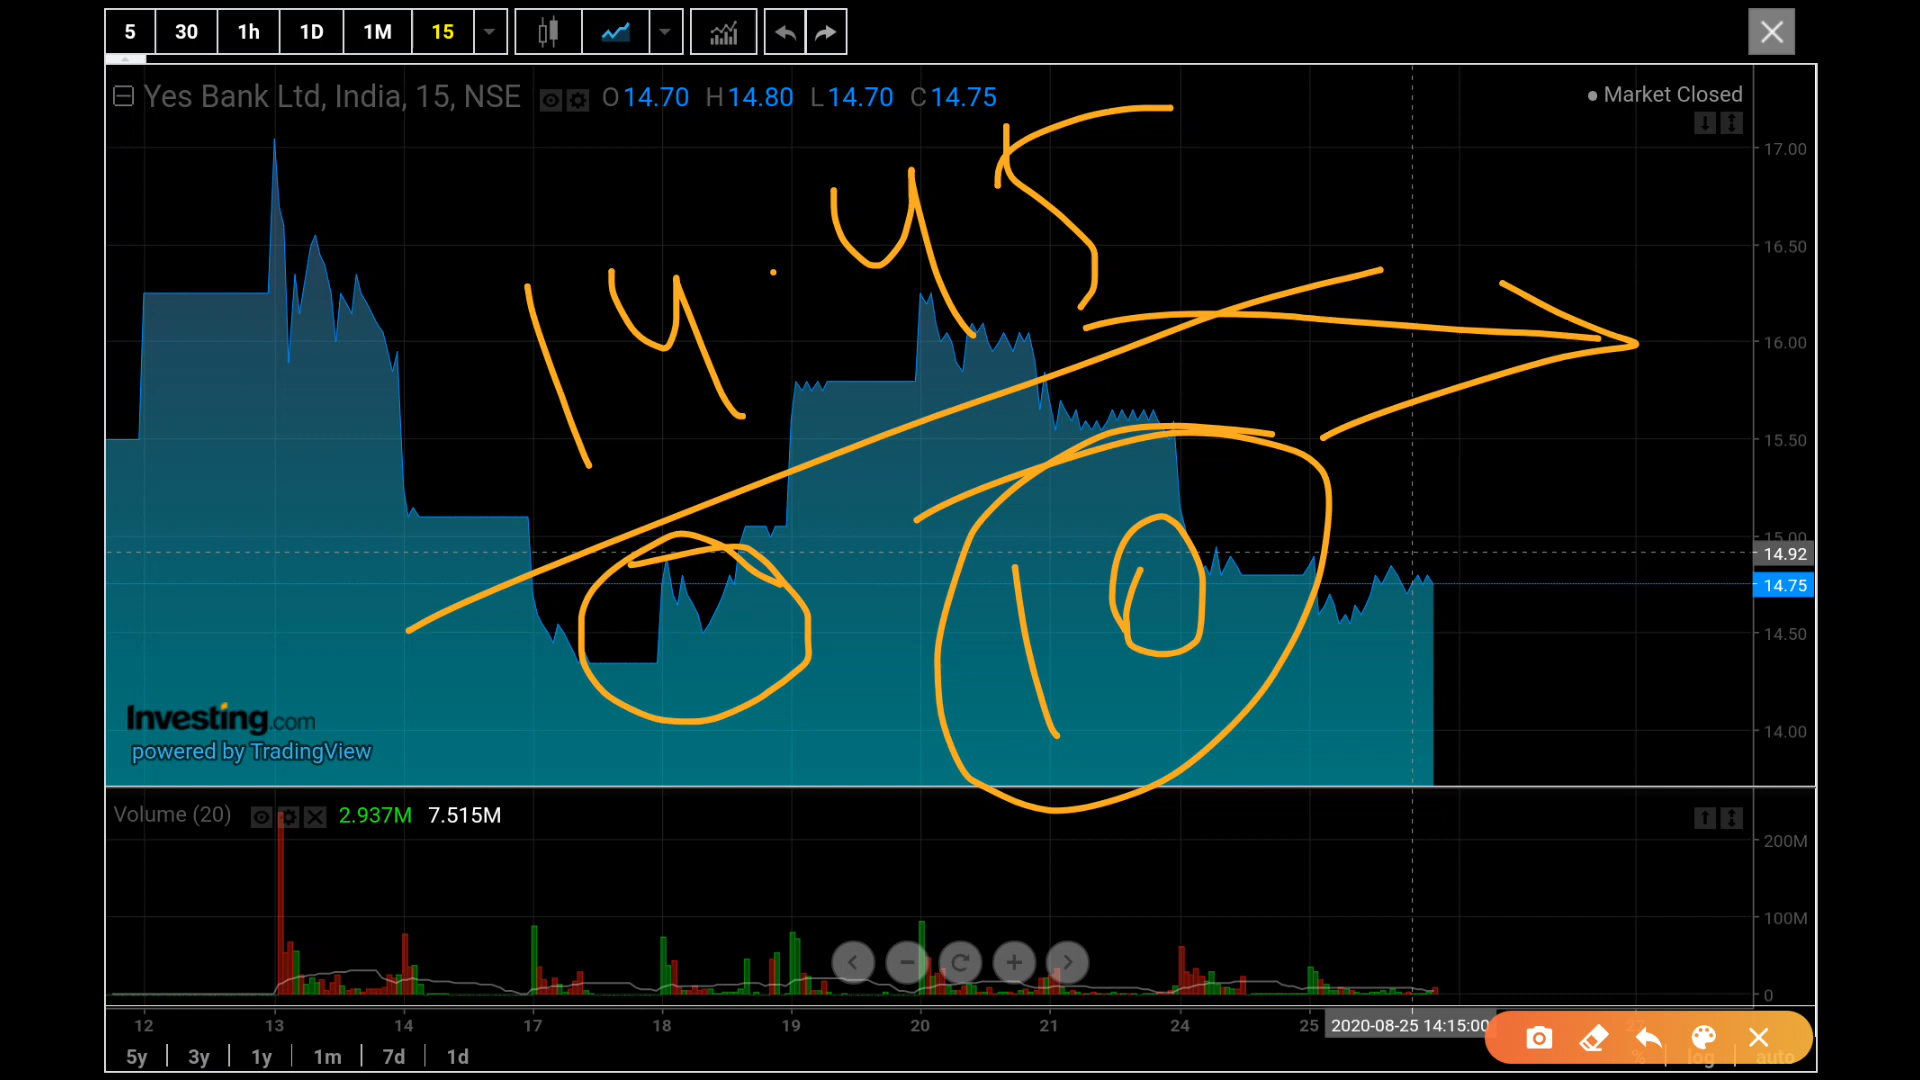 5 30 1h 1D 1M 15
Yes Bank Ltd, India, 15, NSE O14.70 H14.80 L14.70 C14.75
Market Closed
17.00
16.50
16.00
15.50
15.00
14.92
14.75
14.50
14.00
14.45
10
Investing.com
powered by TradingView
Volume (20) 2.937M 7.515M
200M
100M
0
12 13 14 17 18 19 20 21 24 25 2020-08-25 14:15:00
5y 3y 1y 1m 7d 1d
% log auto